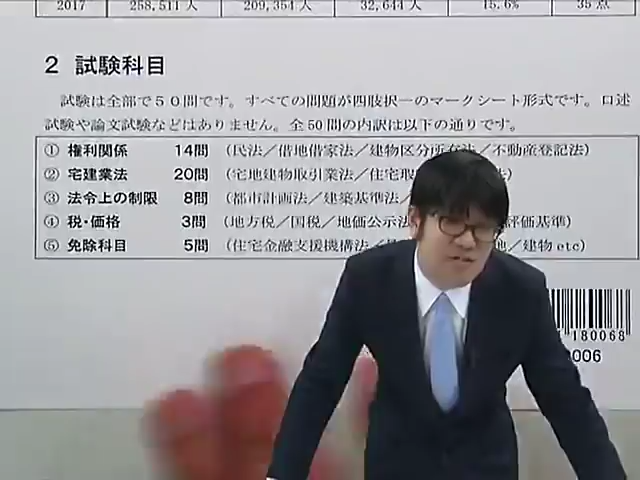 2017 258,511人 209,354人 32,644人 15.6% 35点
2 試験科目
試験は全部で50問です。すべての問題が四肢択一のマークシート形式です。口述
試験や論文試験などはありません。全50問の内訳は以下の通りです。
① 権利関係 14問 (民法/借地借家法/建物区分所有法/不動産登記法)
② 宅建業法 20問 (宅地建物取引業法/住宅 法)
③ 法令上の制限 8問 (都市計画法/建築基準法/
④ 税・価格 3問 (地方税/国税/地価公示法 評価基準)
⑤ 免除科目 5問 (住宅金融支援機構法/ 地/建物 etc)
180068
006